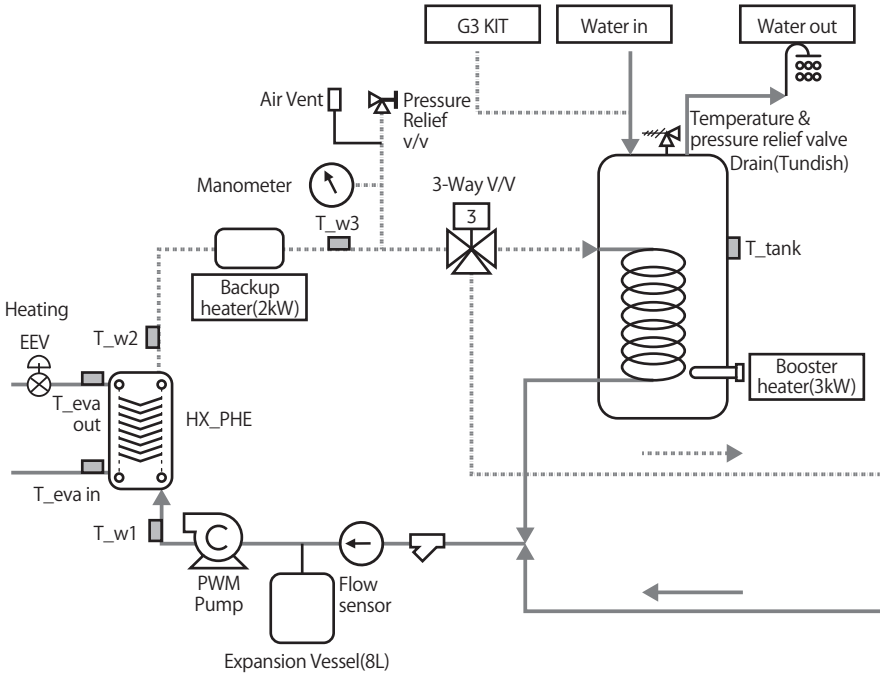 G3 KIT
Water in
Water out
Air Vent
Pressure
Relief
v/v
Temperature &
pressure relief valve
Drain(Tundish)
Manometer
3-Way V/V
T_w3
3
T_tank
Backup
heater(2kW)
Heating
EEV
T_w2
T_eva
out
HX_PHE
Booster
heater(3kW)
T_eva in
T_w1
C
PWM
Pump
Flow
sensor
Expansion Vessel(8L)